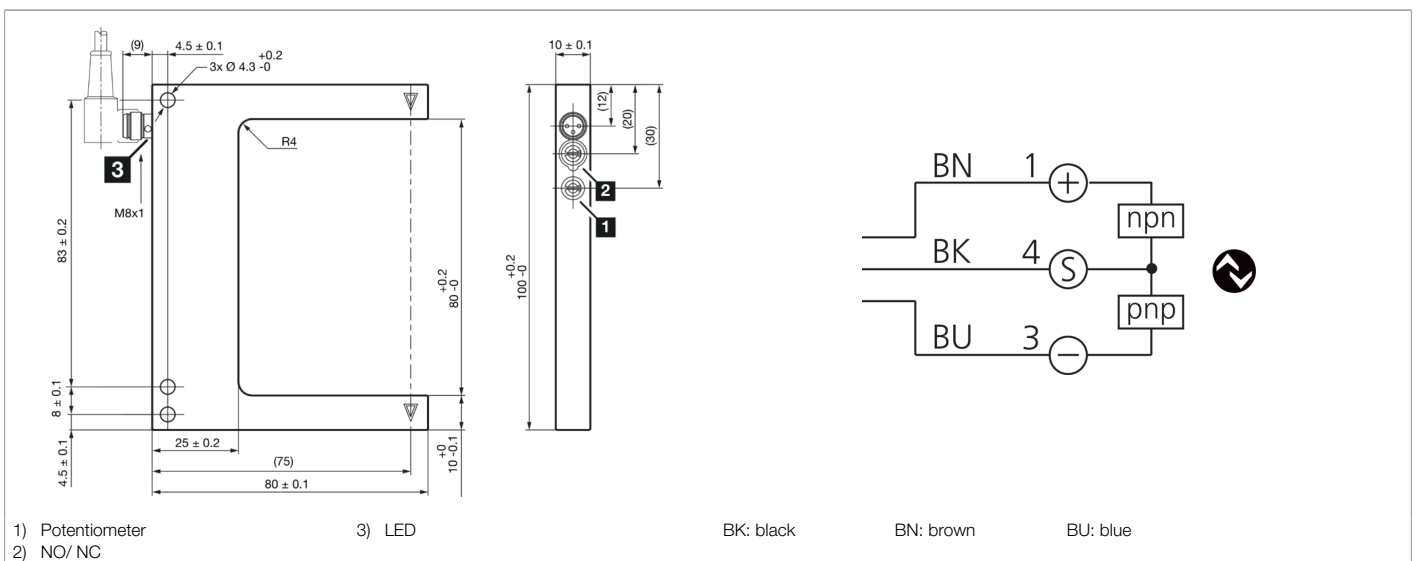 (9)
4.5 ± 0.1
3x Ø 4.3 +0.2 -0
R4
3
M8x1
83 ± 0.2
8 ± 0.1
4.5 ± 0.1
25 ± 0.2
(75)
80 ± 0.1
80 +0.2 -0
10 +0 -0.1
10 ± 0.1
(12)
(20)
(30)
2
1
100 +0.2 -0
BN 1 +
npn
BK 4 S
pnp
BU 3 −
1) Potentiometer 3) LED BK: black BN: brown BU: blue
2) NO/ NC